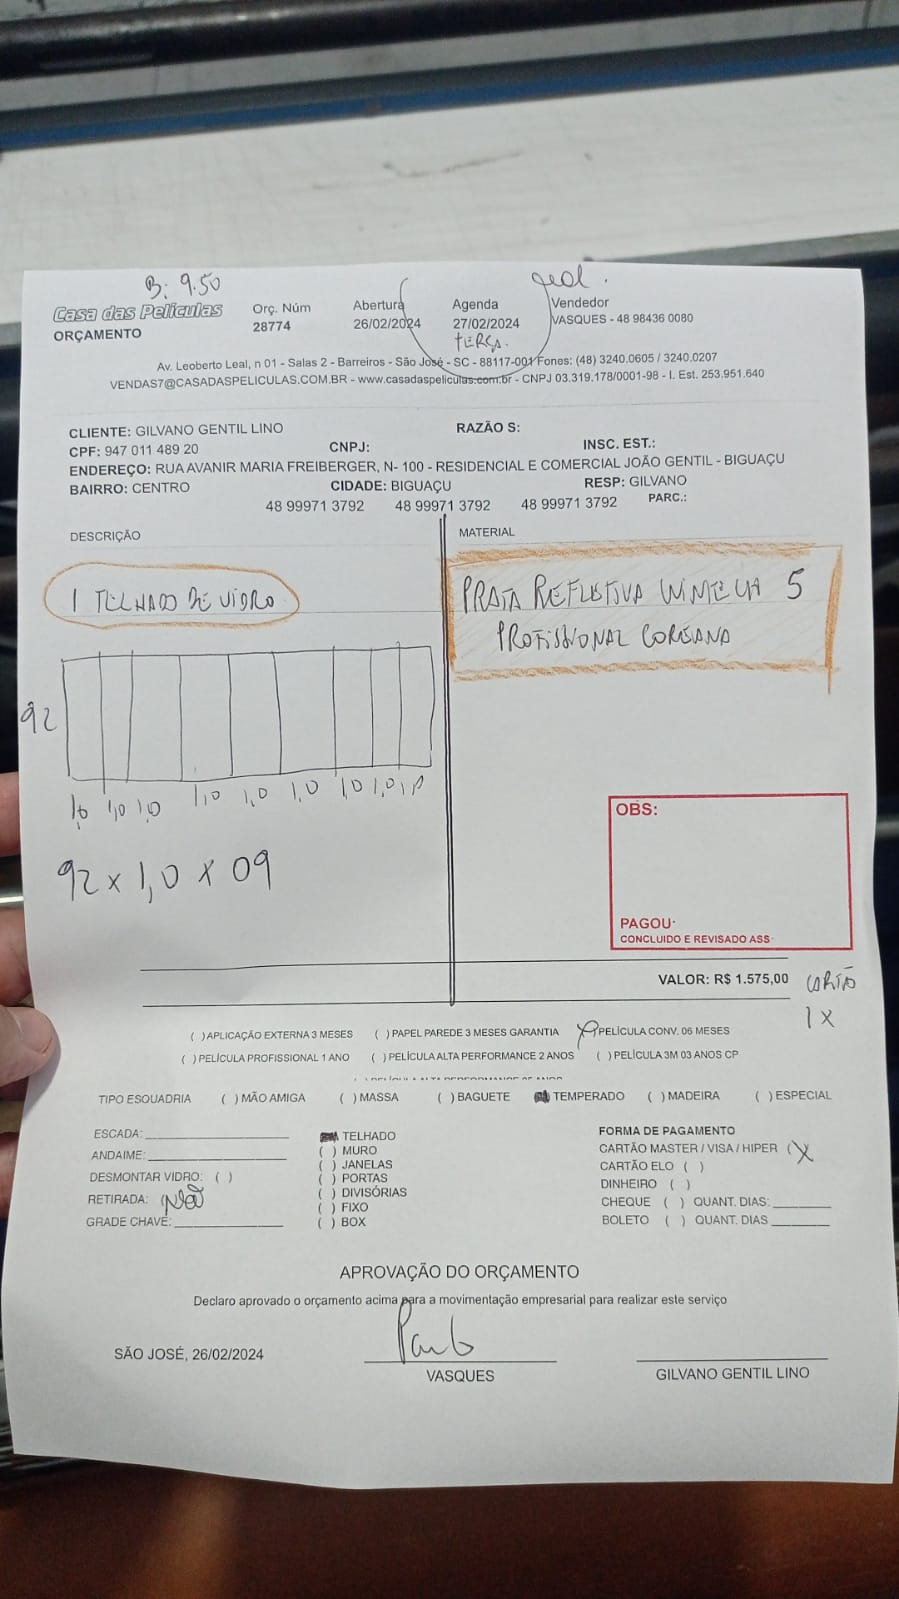 B: 9.50
Casa das Películas
ORÇAMENTO
Orç. Núm
28774
Abertura
26/02/2024
Agenda
27/02/2024
TERÇA.
Vendedor
VASQUES - 48 98436 0080
Av. Leoberto Leal, n 01 - Salas 2 - Barreiros - São José - SC - 88117-001 Fones: (48) 3240.0605 / 3240.0207
VENDAS7@CASADASPELICULAS.COM.BR - www.casadaspeliculas.com.br - CNPJ 03.319.178/0001-98 - I. Est. 253.951.640
CLIENTE: GILVANO GENTIL LINO
RAZÃO S:
CPF: 947 011 489 20
CNPJ:
INSC. EST.:
ENDEREÇO: RUA AVANIR MARIA FREIBERGER, N- 100 - RESIDENCIAL E COMERCIAL JOÃO GENTIL - BIGUAÇU
BAIRRO: CENTRO
CIDADE: BIGUAÇU
RESP: GILVANO
48 99971 3792 48 99971 3792 48 99971 3792
PARC.:
DESCRIÇÃO
MATERIAL
1 TELHADO DE VIDRO
PRATA REFLETIVA 5
PROFISSIONAL COREANA
92
1,0 1,0 1,0 1,0 1,0 1,0 1,0 1,0 1,0
92 x 1,0 x 09
OBS:
PAGOU:
CONCLUIDO E REVISADO ASS:
VALOR: R$ 1.575,00
CARTÃO
1 X
( ) APLICAÇÃO EXTERNA 3 MESES ( ) PAPEL PAREDE 3 MESES GARANTIA (X) PELÍCULA CONV. 06 MESES
( ) PELÍCULA PROFISSIONAL 1 ANO ( ) PELÍCULA ALTA PERFORMANCE 2 ANOS ( ) PELÍCULA 3M 03 ANOS CP
TIPO ESQUADRIA ( ) MÃO AMIGA ( ) MASSA ( ) BAGUETE TEMPERADO ( ) MADEIRA ( ) ESPECIAL
ESCADA:
ANDAIME:
DESMONTAR VIDRO: ( )
RETIRADA: NÃO
GRADE CHAVE:
TELHADO
( ) MURO
( ) JANELAS
( ) PORTAS
( ) DIVISÓRIAS
( ) FIXO
( ) BOX
FORMA DE PAGAMENTO
CARTÃO MASTER / VISA / HIPER (X)
CARTÃO ELO ( )
DINHEIRO ( )
CHEQUE ( ) QUANT. DIAS:
BOLETO ( ) QUANT. DIAS
APROVAÇÃO DO ORÇAMENTO
Declaro aprovado o orçamento acima para a movimentação empresarial para realizar este serviço
SÃO JOSÉ, 26/02/2024
VASQUES
GILVANO GENTIL LINO